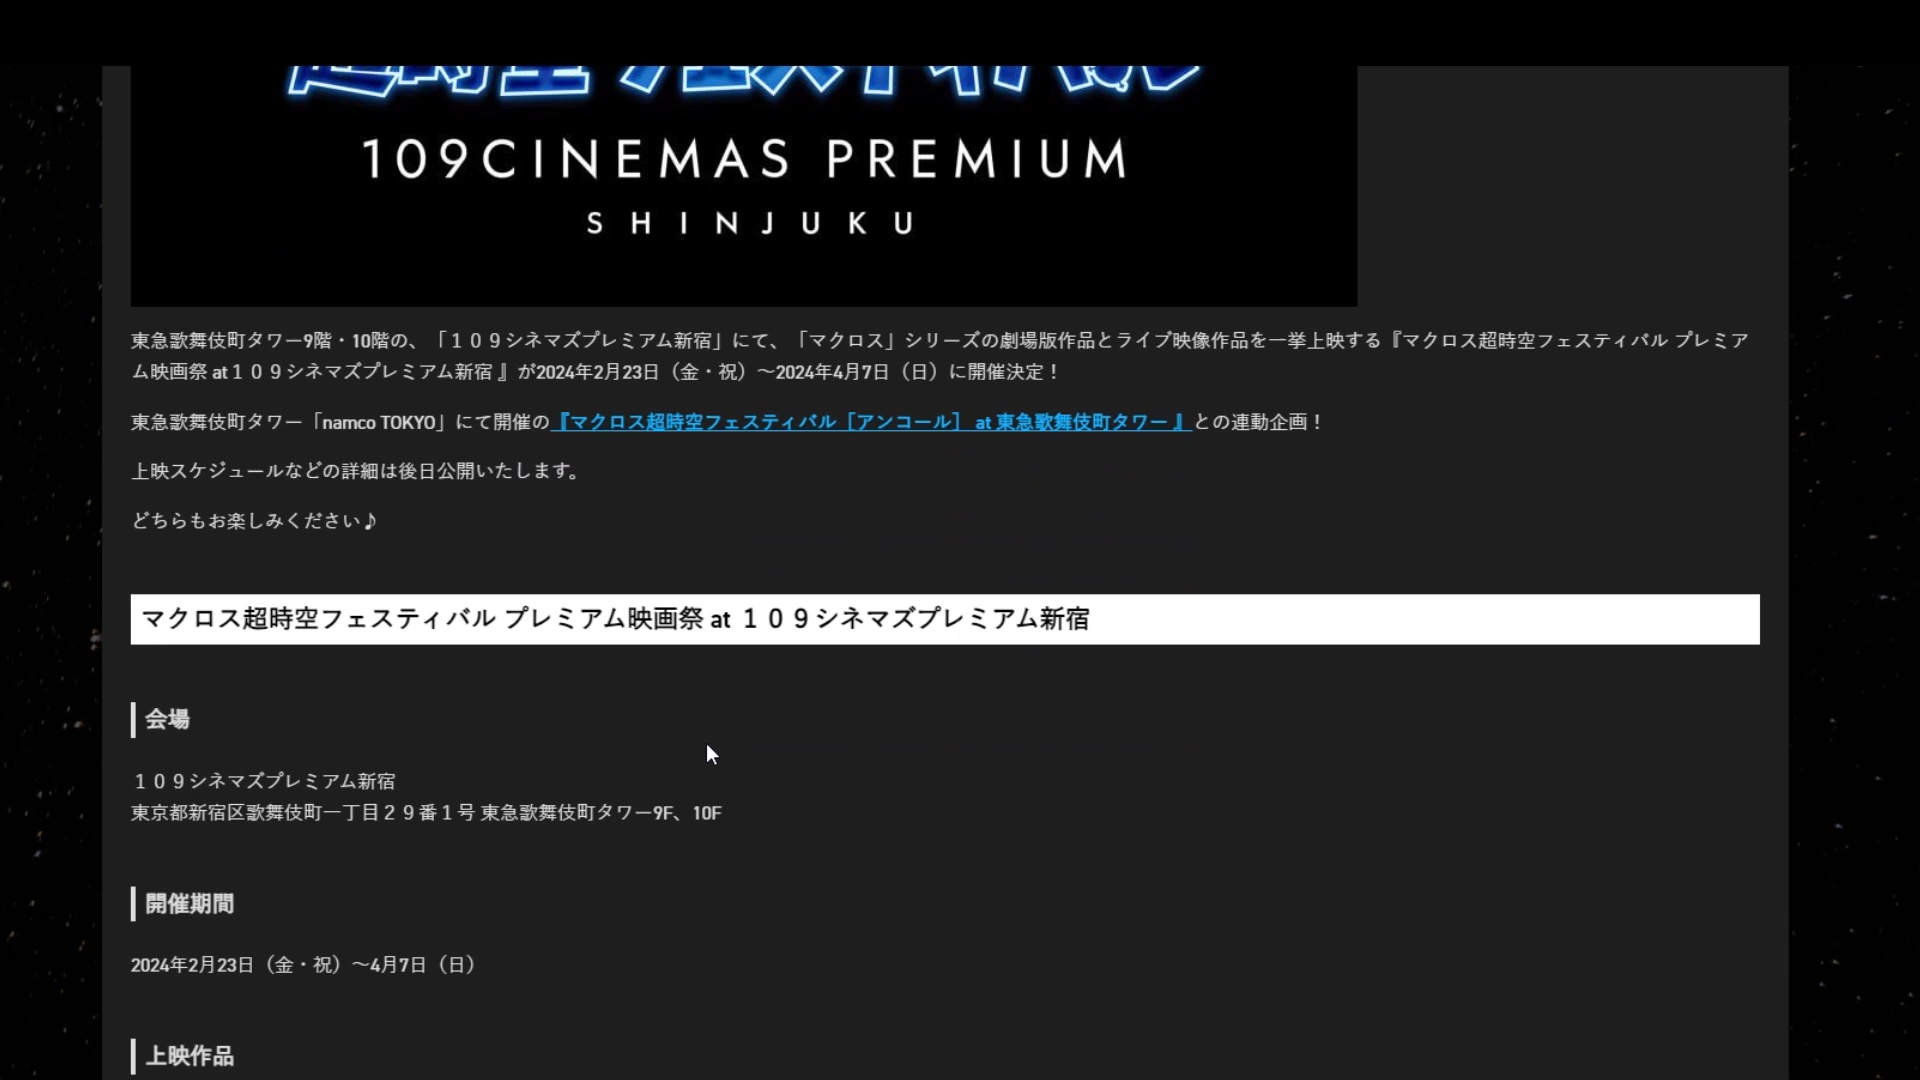 109CINEMAS PREMIUM
SHINJUKU
東急歌舞伎町タワー9階・10階の、「１０９シネマズプレミアム新宿」にて、「マクロス」シリーズの劇場版作品とライブ映像作品を一挙上映する『マクロス超時空フェスティバル プレミア
ム映画祭 at１０９シネマズプレミアム新宿 』が2024年2月23日（金・祝）～2024年4月7日（日）に開催決定！
東急歌舞伎町タワー「namco TOKYO」にて開催の『マクロス超時空フェスティバル［アンコール］ at 東急歌舞伎町タワー 』との連動企画！
上映スケジュールなどの詳細は後日公開いたします。
どちらもお楽しみください♪
マクロス超時空フェスティバル プレミアム映画祭 at １０９シネマズプレミアム新宿
会場
１０９シネマズプレミアム新宿
東京都新宿区歌舞伎町一丁目２９番１号 東急歌舞伎町タワー9F、10F
開催期間
2024年2月23日（金・祝）～4月7日（日）
上映作品